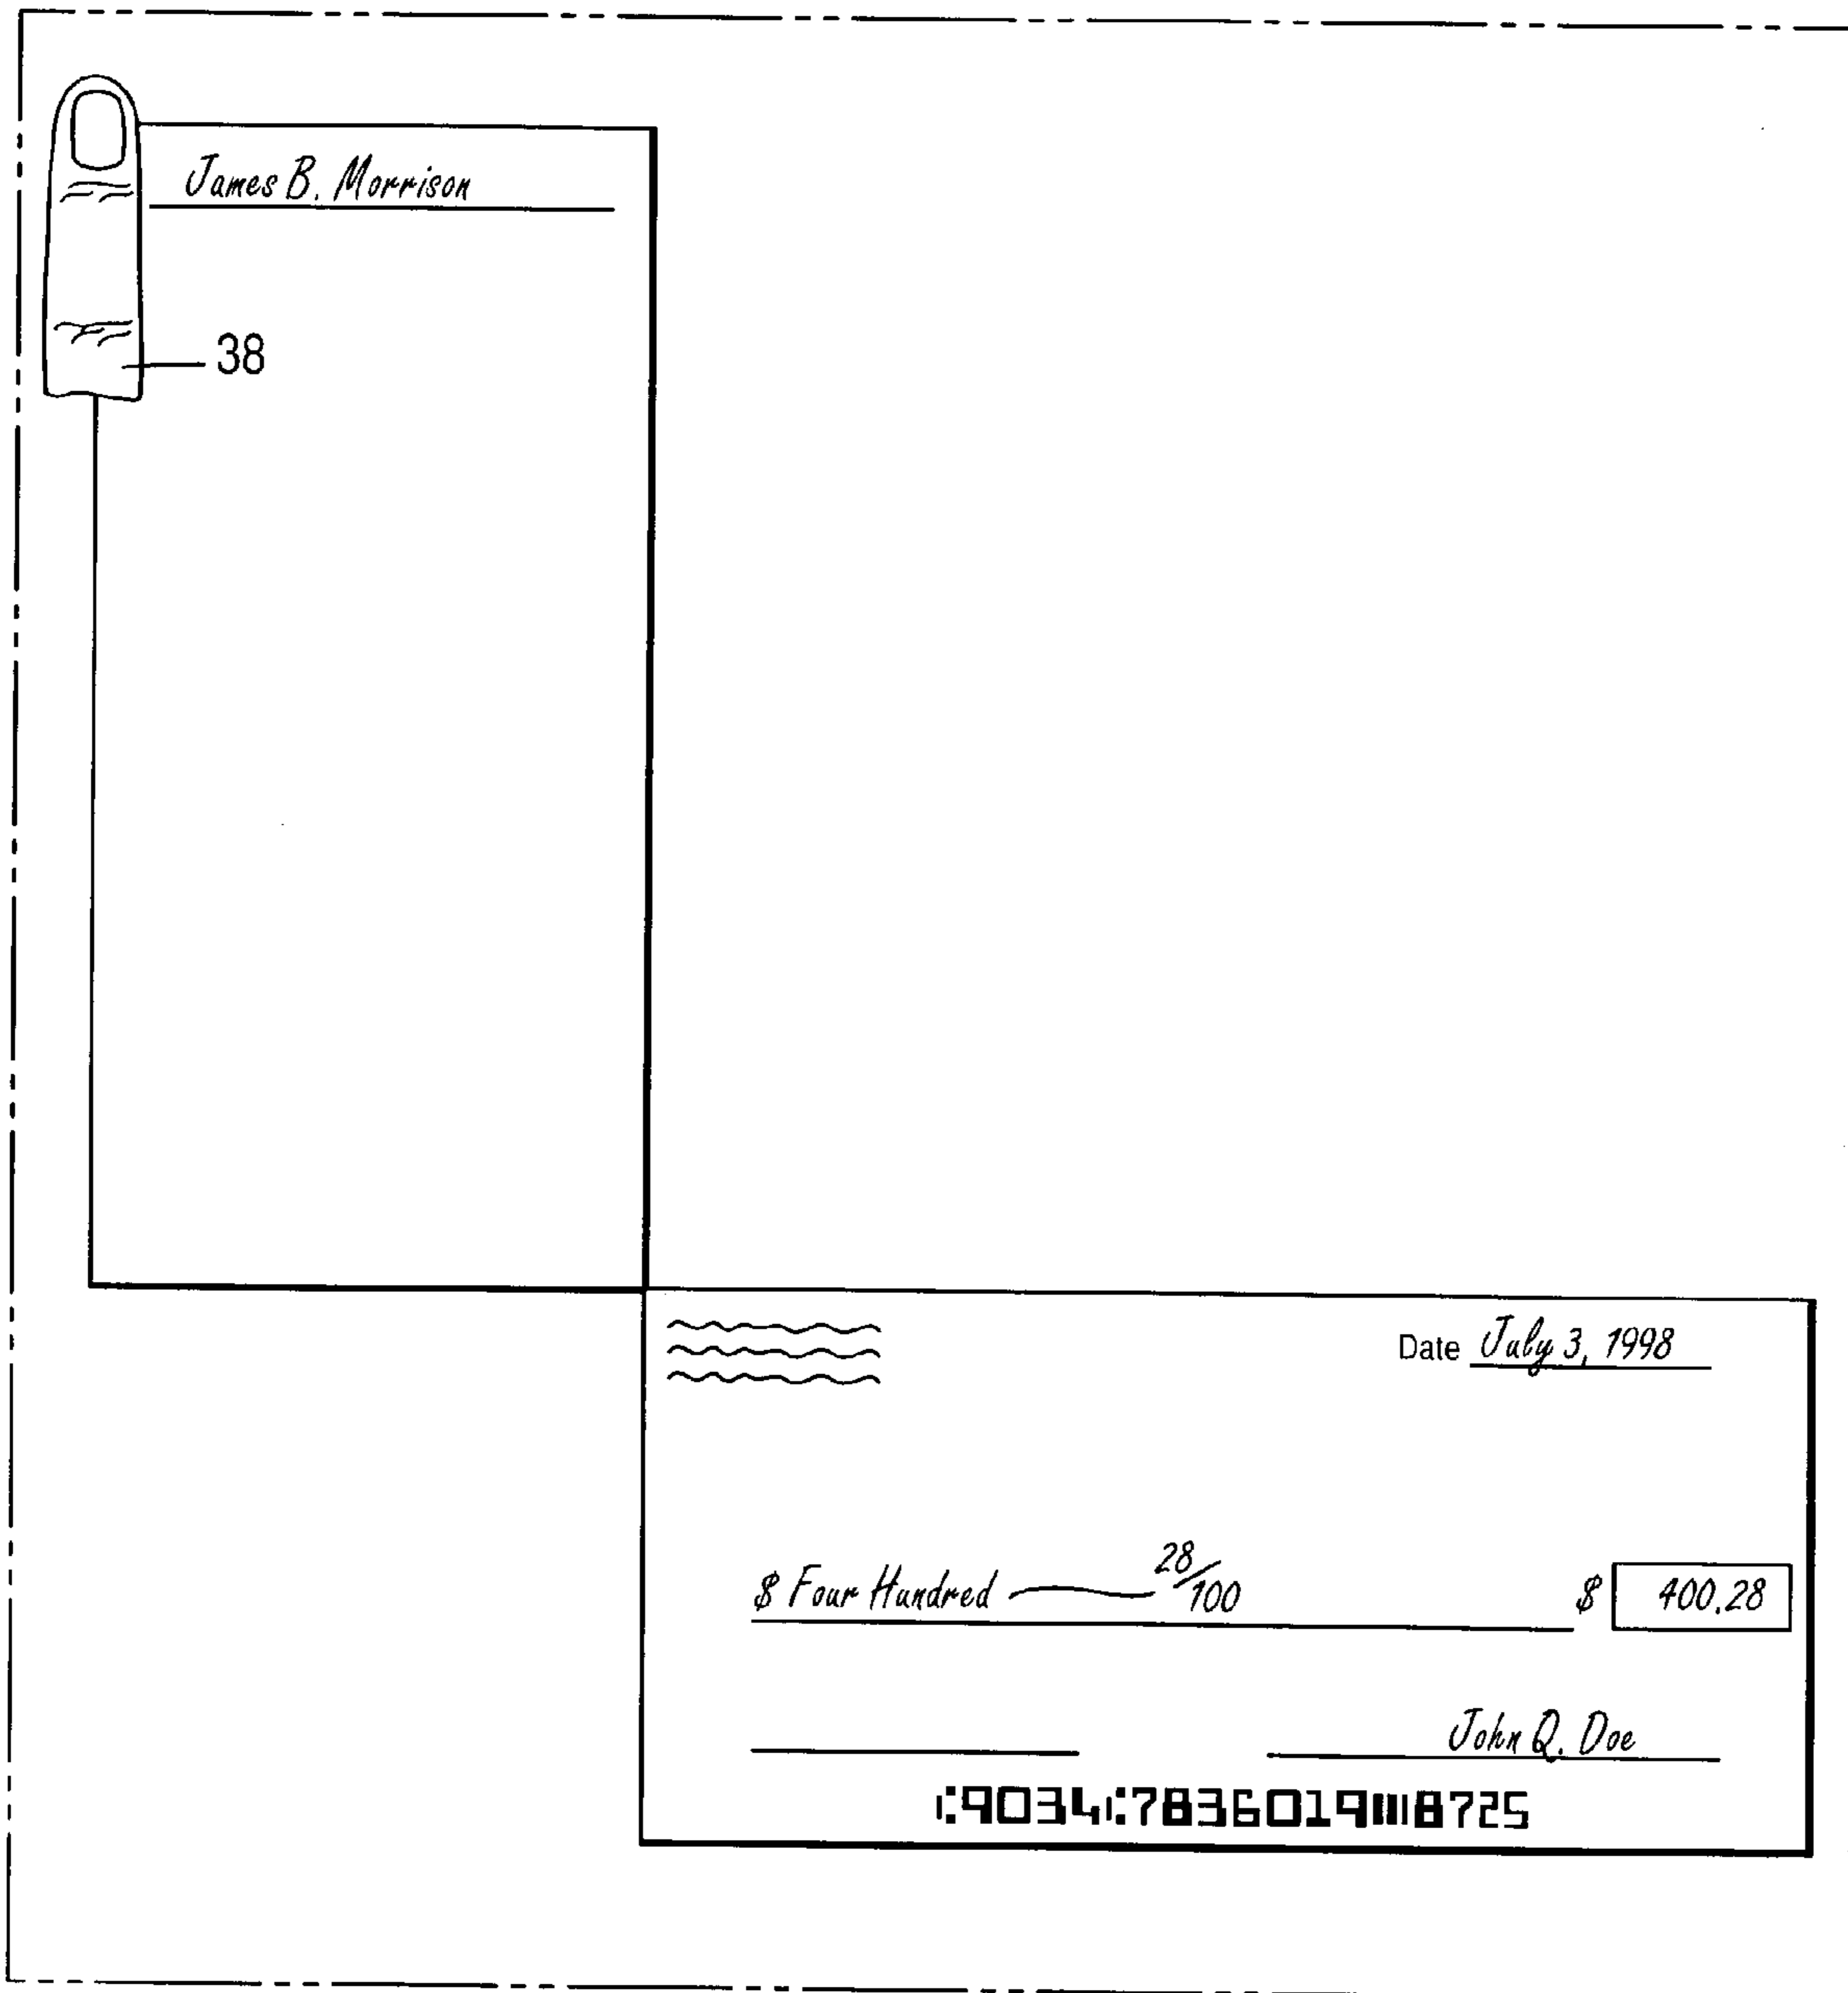 James B. Morrison
38
Date July 3, 1998
$ Four Hundred 28/100 $ 400.28
John Q. Doe
⑆9034⑆7836019⑈8725